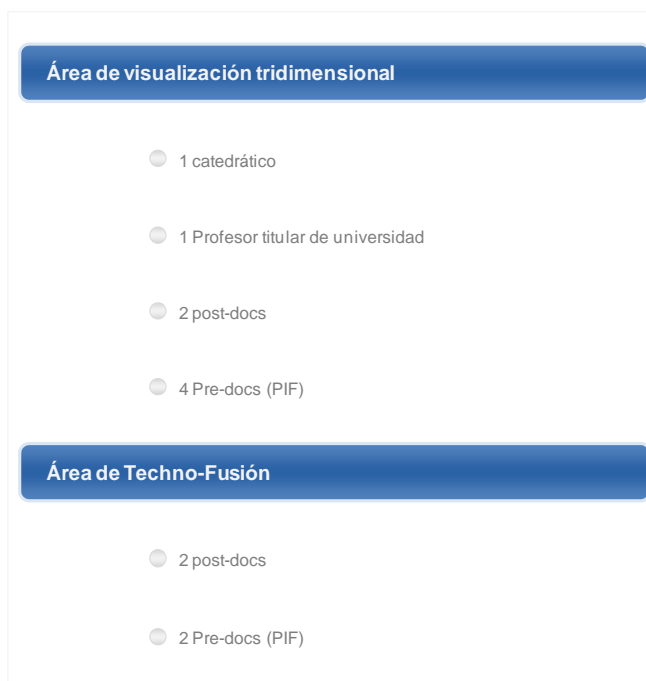 Área de visualización tridimensional
1 catedrático
1 Profesor titular de universidad
2 post-docs
4 Pre-docs (PIF)
Área de Techno-Fusión
2 post-docs
2 Pre-docs (PIF)